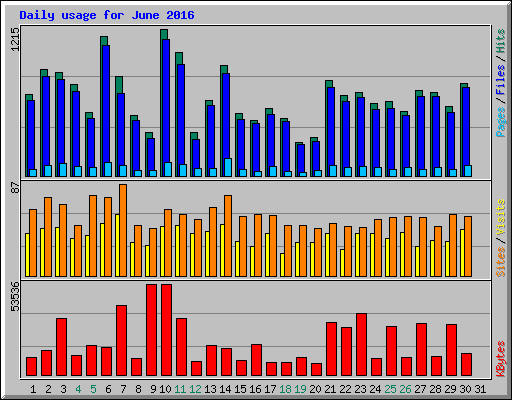 Daily usage for June 2016
1215
Pages / Files / Hits
87
Sites / Visits
53536
KBytes
1 2 3 4 5 6 7 8 9 10 11 12 13 14 15 16 17 18 19 20 21 22 23 24 25 26 27 28 29 30 31